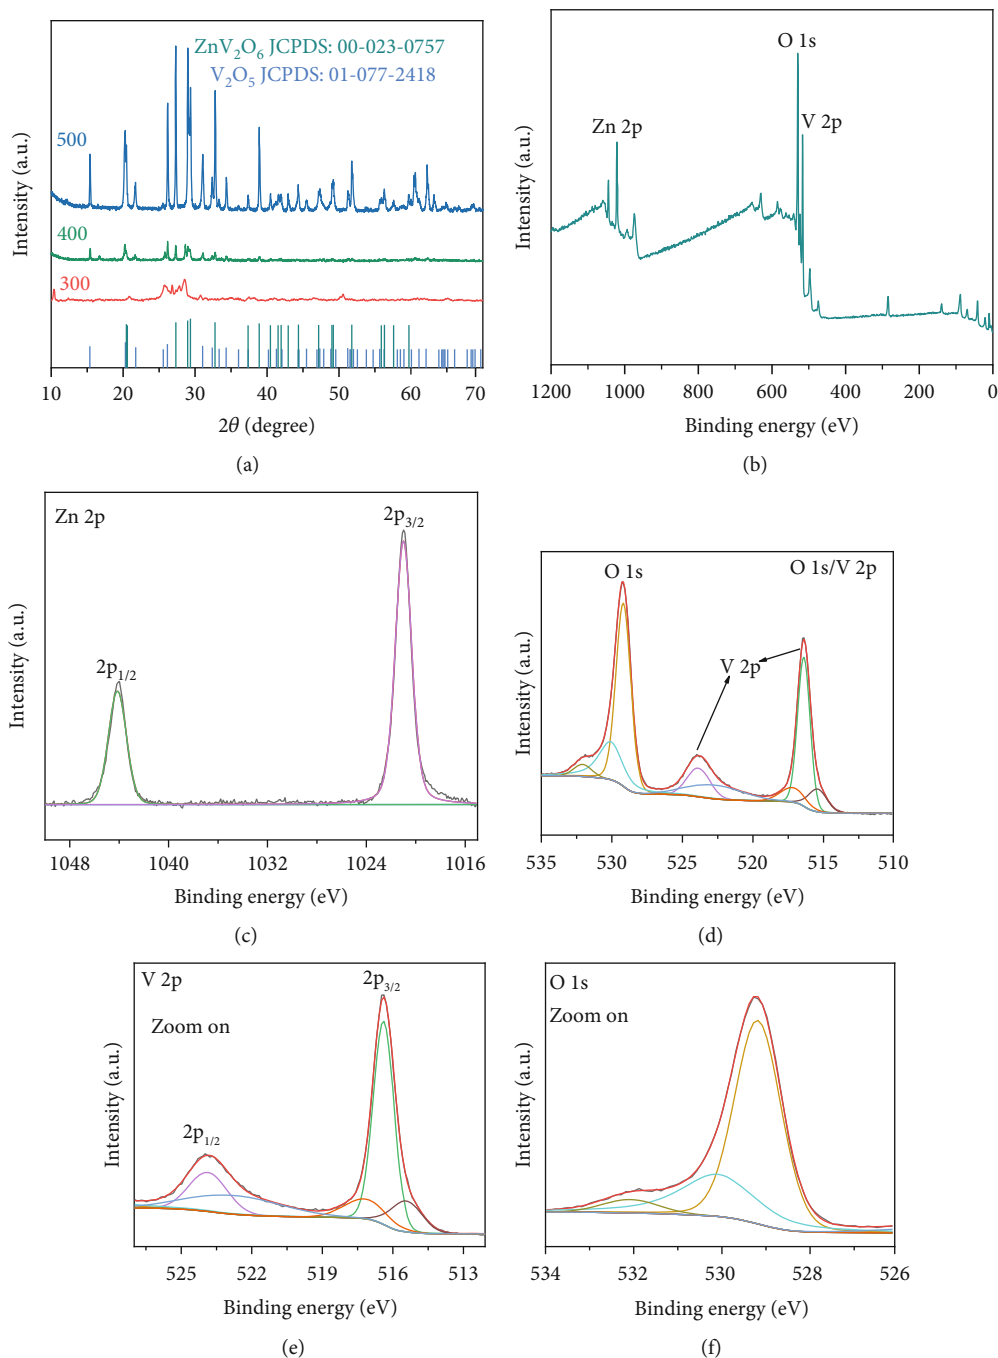 ZnV₂O₆ JCPDS: 00-023-0757
V₂O₅ JCPDS: 01-077-2418
500
400
300
Intensity (a.u.)
10 20 30 40 50 60 70
2θ (degree)
(a)
O 1s
V 2p
Zn 2p
Intensity (a.u.)
1200 1000 800 600 400 200 0
Binding energy (eV)
(b)
Zn 2p
2p₃/₂
2p₁/₂
Intensity (a.u.)
1048 1040 1032 1024 1016
Binding energy (eV)
(c)
O 1s
O 1s/V 2p
V 2p
Intensity (a.u.)
535 530 525 520 515 510
Binding energy (eV)
(d)
V 2p
2p₃/₂
Zoom on
2p₁/₂
Intensity (a.u.)
525 522 519 516 513
Binding energy (eV)
(e)
O 1s
Zoom on
Intensity (a.u.)
534 532 530 528 526
Binding energy (eV)
(f)